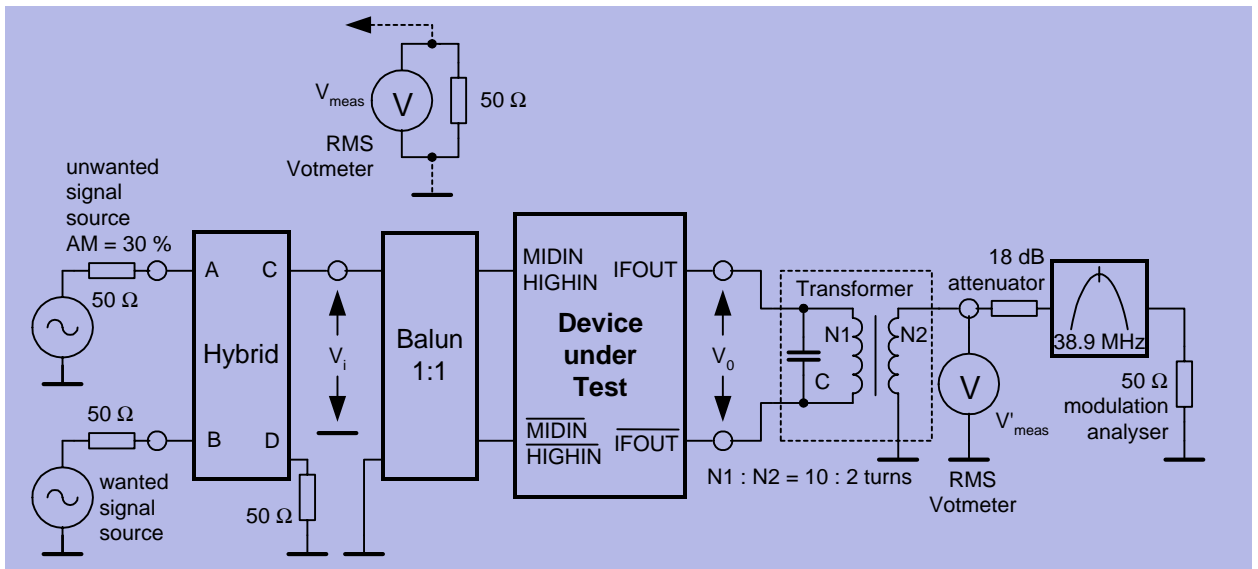 V meas
V
50 Ω
RMS
Votmeter
unwanted
signal
source
AM = 30 %
50 Ω
A
C
Hybrid
B
D
50 Ω
wanted
signal
source
50 Ω
Vi
Balun
1:1
MIDIN
HIGHIN
IFOUT
Device
under
Test
MIDIN
HIGHIN
IFOUT
V0
Transformer
N1
N2
C
N1 : N2 = 10 : 2 turns
18 dB
attenuator
V
V'meas
RMS
Votmeter
38.9 MHz
50 Ω
modulation
analyser